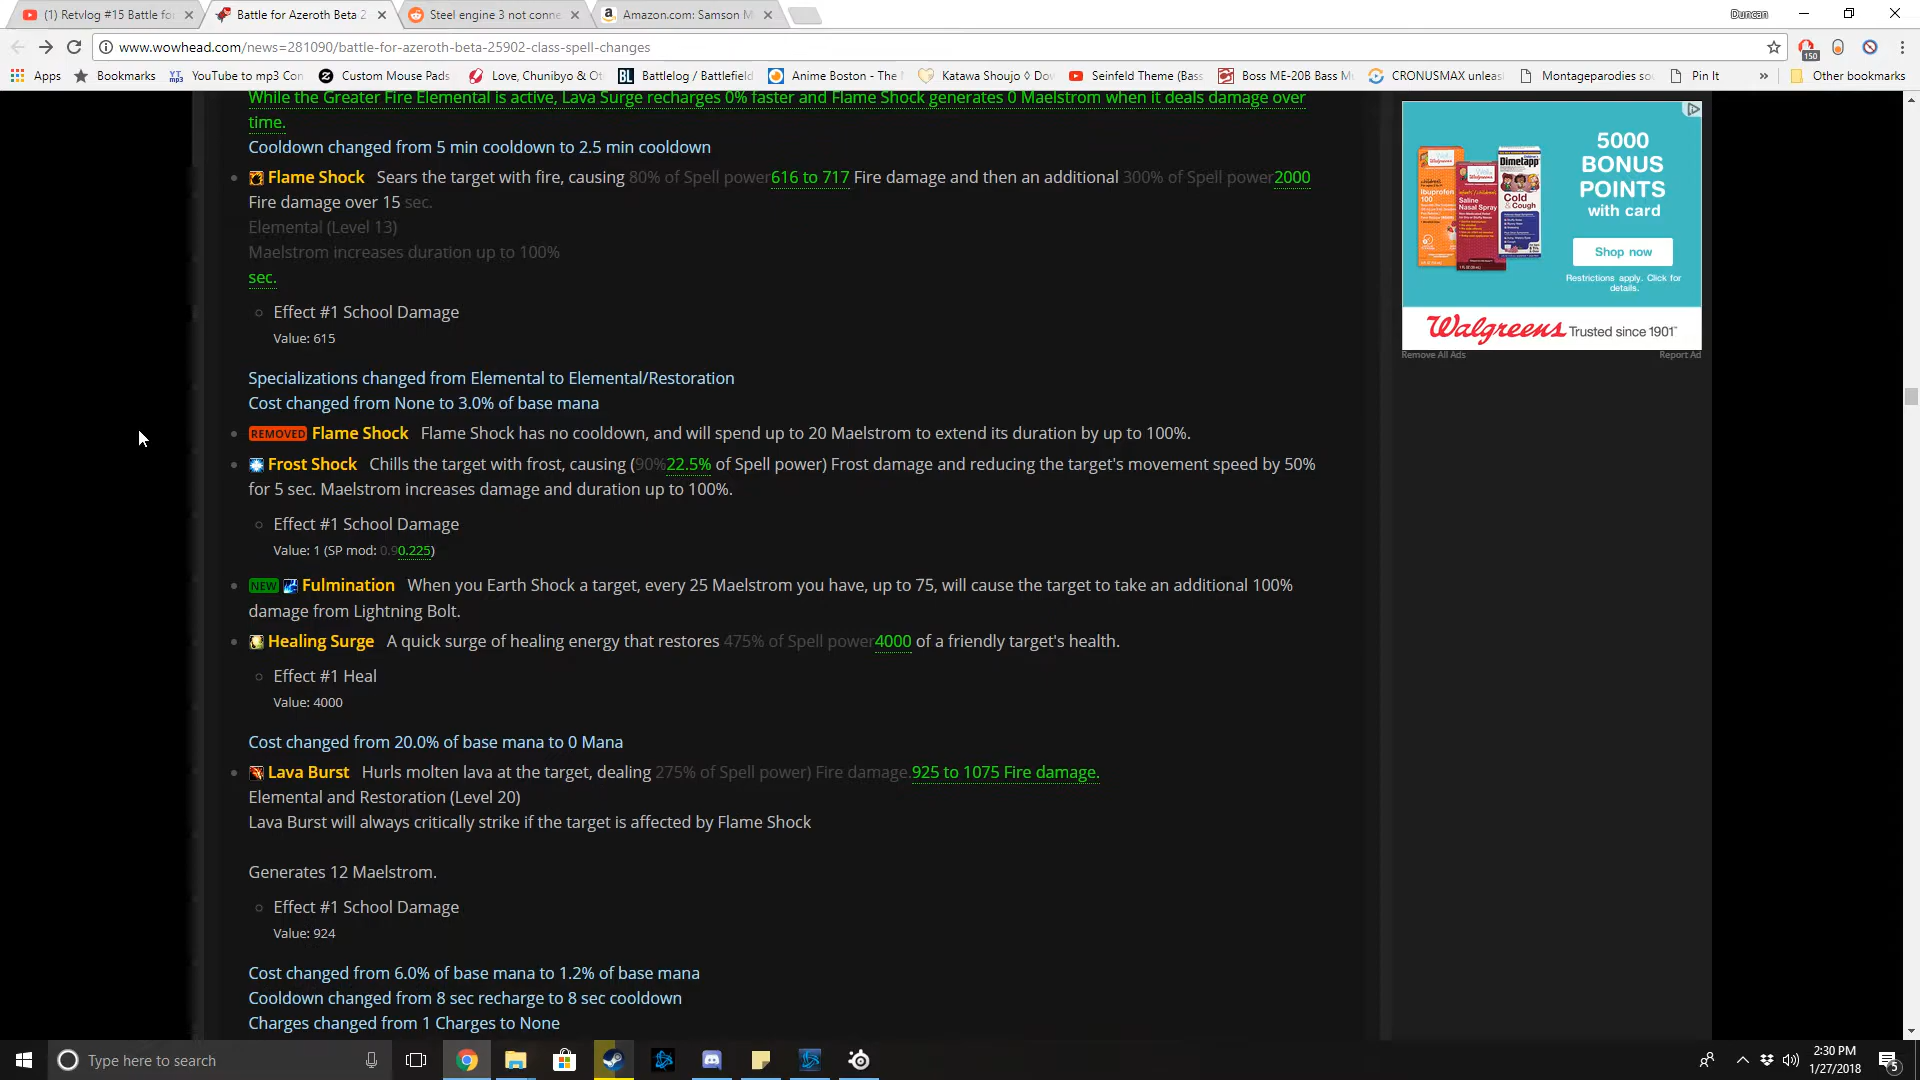 (1) Retvlog #15 Battle for
Battle for Azeroth Beta 2
Steel engine 3 not conne
Amazon.com: Samson M
Duncan
www.wowhead.com/news=281090/battle-for-azeroth-beta-25902-class-spell-changes
150
Apps
Bookmarks
YouTube to mp3 Con
Custom Mouse Pads
Love, Chunibyo & Ot
Battlelog / Battlefield
Anime Boston - The
Katawa Shoujo ◊ Dow
Seinfeld Theme (Bass
Boss ME-20B Bass Mu
CRONUSMAX unleas
Montageparodies so
Pin It
»
Other bookmarks
While the Greater Fire Elemental is active, Lava Surge recharges 0% faster and Flame Shock generates 0 Maelstrom when it deals damage over
time.
Cooldown changed from 5 min cooldown to 2.5 min cooldown
Flame Shock Sears the target with fire, causing 80% of Spell power616 to 717 Fire damage and then an additional 300% of Spell power2000
Fire damage over 15 sec.
Elemental (Level 13)
Maelstrom increases duration up to 100%
sec.
Effect #1 School Damage
Value: 615
Specializations changed from Elemental to Elemental/Restoration
Cost changed from None to 3.0% of base mana
REMOVED Flame Shock Flame Shock has no cooldown, and will spend up to 20 Maelstrom to extend its duration by up to 100%.
Frost Shock Chills the target with frost, causing (90%22.5% of Spell power) Frost damage and reducing the target's movement speed by 50%
for 5 sec. Maelstrom increases damage and duration up to 100%.
Effect #1 School Damage
Value: 1 (SP mod: 0.90.225)
NEW Fulmination When you Earth Shock a target, every 25 Maelstrom you have, up to 75, will cause the target to take an additional 100%
damage from Lightning Bolt.
Healing Surge A quick surge of healing energy that restores 475% of Spell power4000 of a friendly target's health.
Effect #1 Heal
Value: 4000
Cost changed from 20.0% of base mana to 0 Mana
Lava Burst Hurls molten lava at the target, dealing 275% of Spell power) Fire damage.925 to 1075 Fire damage.
Elemental and Restoration (Level 20)
Lava Burst will always critically strike if the target is affected by Flame Shock
Generates 12 Maelstrom.
Effect #1 School Damage
Value: 924
Cost changed from 6.0% of base mana to 1.2% of base mana
Cooldown changed from 8 sec recharge to 8 sec cooldown
Charges changed from 1 Charges to None
5000
BONUS
POINTS
with card
Shop now
Restrictions apply. Click for
details.
Walgreens Trusted since 1901
Remove All Ads
Report Ad
Type here to search
2:30 PM
1/27/2018
5